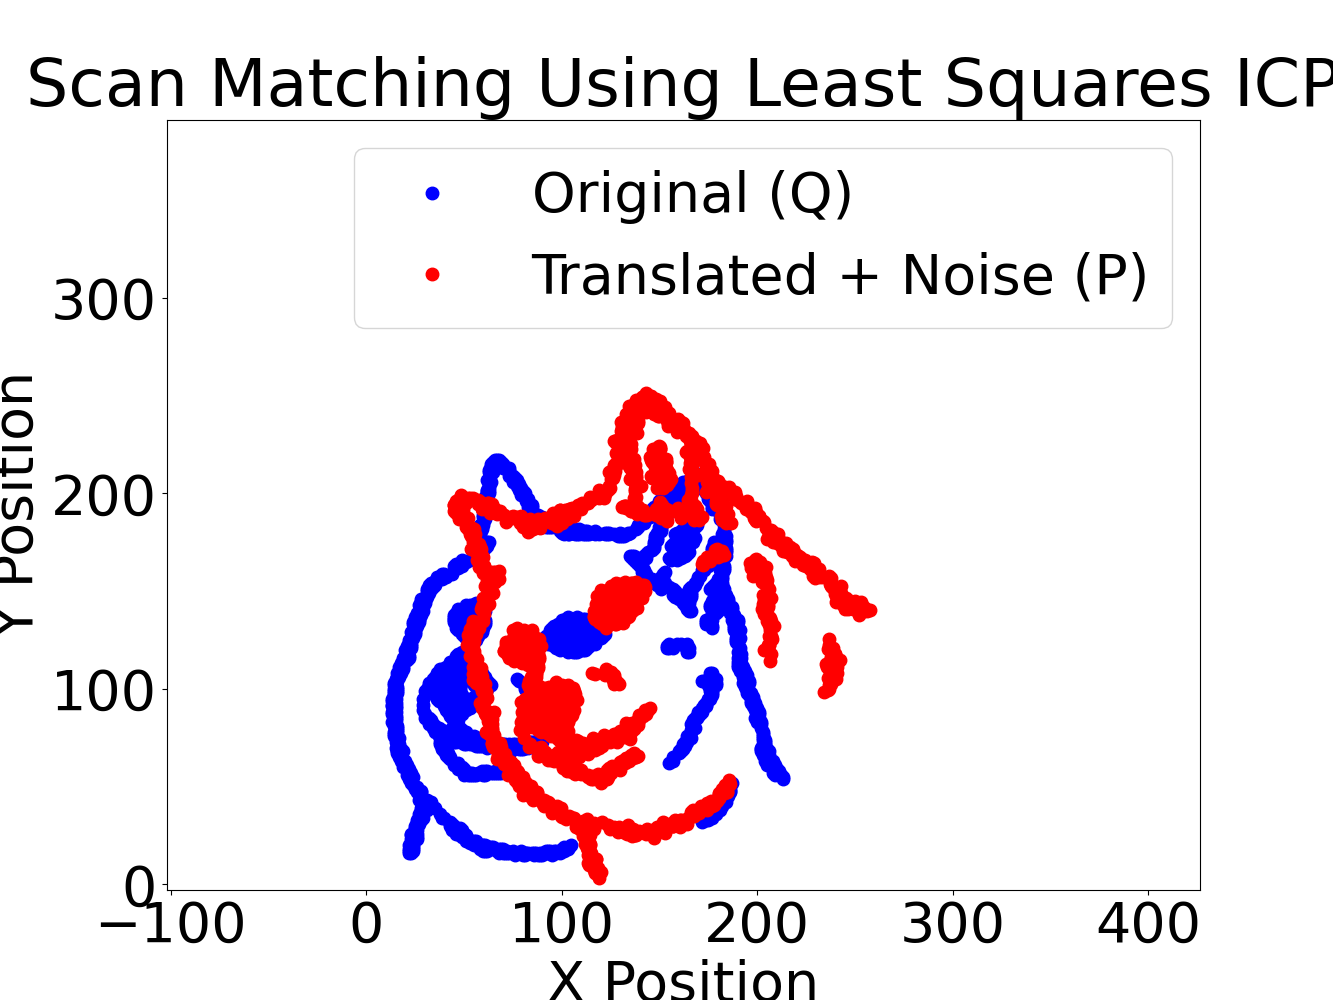 Scan Matching Using Least Squares ICP
Original (Q)
Translated + Noise (P)
Y Position
300
200
100
0
−100 0 100 200 300 400
X Position